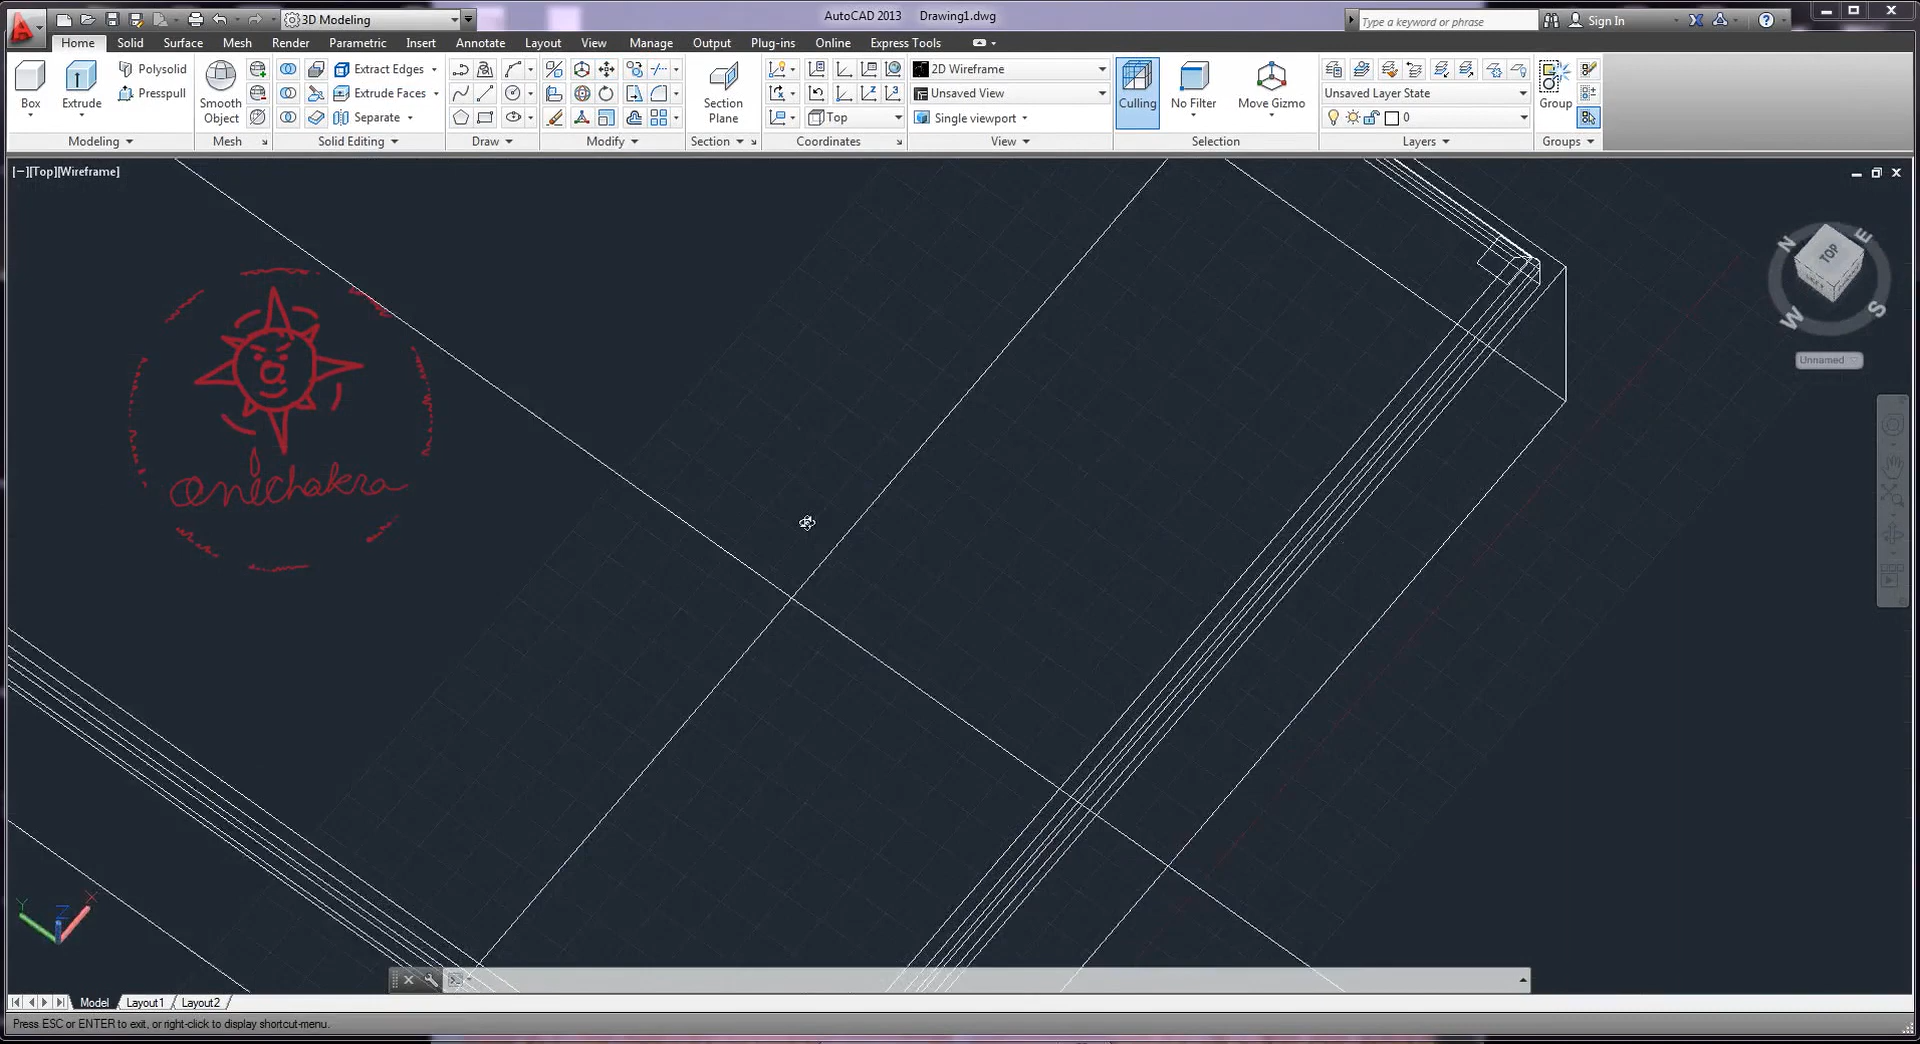 3D Modeling
AutoCAD 2013 Drawing1.dwg
Type a keyword or phrase
Sign In
Home Solid Surface Mesh Render Parametric Insert Annotate Layout View Manage Output Plug-ins Online Express Tools
Box
Extrude
Polysolid
Presspull
Modeling
Smooth Object
Mesh
Extract Edges
Extrude Faces
Separate
Solid Editing
Draw
Modify
Section Plane
Section
Top
Coordinates
2D Wireframe
Unsaved View
Single viewport
View
Culling
No Filter
Move Gizmo
Selection
Unsaved Layer State
0
Layers
Group
Groups
[−][Top][Wireframe]
N
E
TOP
W
S
Unnamed
onechakra
Y
Z
X
Model Layout1 Layout2
Press ESC or ENTER to exit, or right-click to display shortcut-menu.